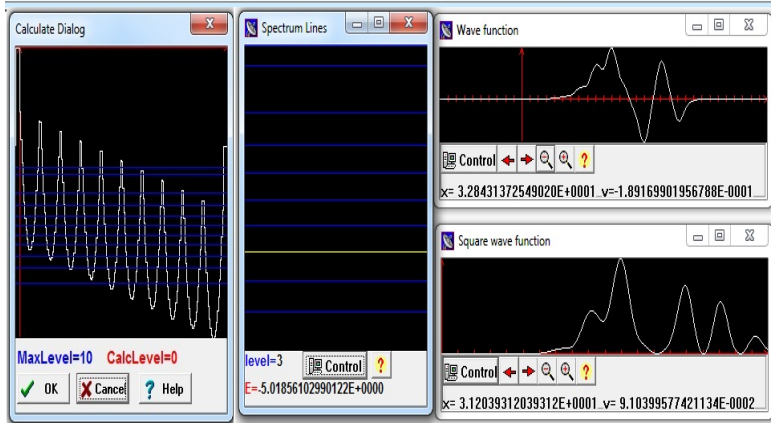 Calculate Dialog
MaxLevel=10 CalcLevel=0
OK Cancel ? Help
Spectrum Lines
level=3 Control ?
E=-5.01856102990122E+0000
Wave function
Control ?
x= 3.28431372549020E+0001 v=-1.89169901956788E-0001
Square wave function
Control ?
x= 3.12039312039312E+0001 v= 9.10399577421134E-0002